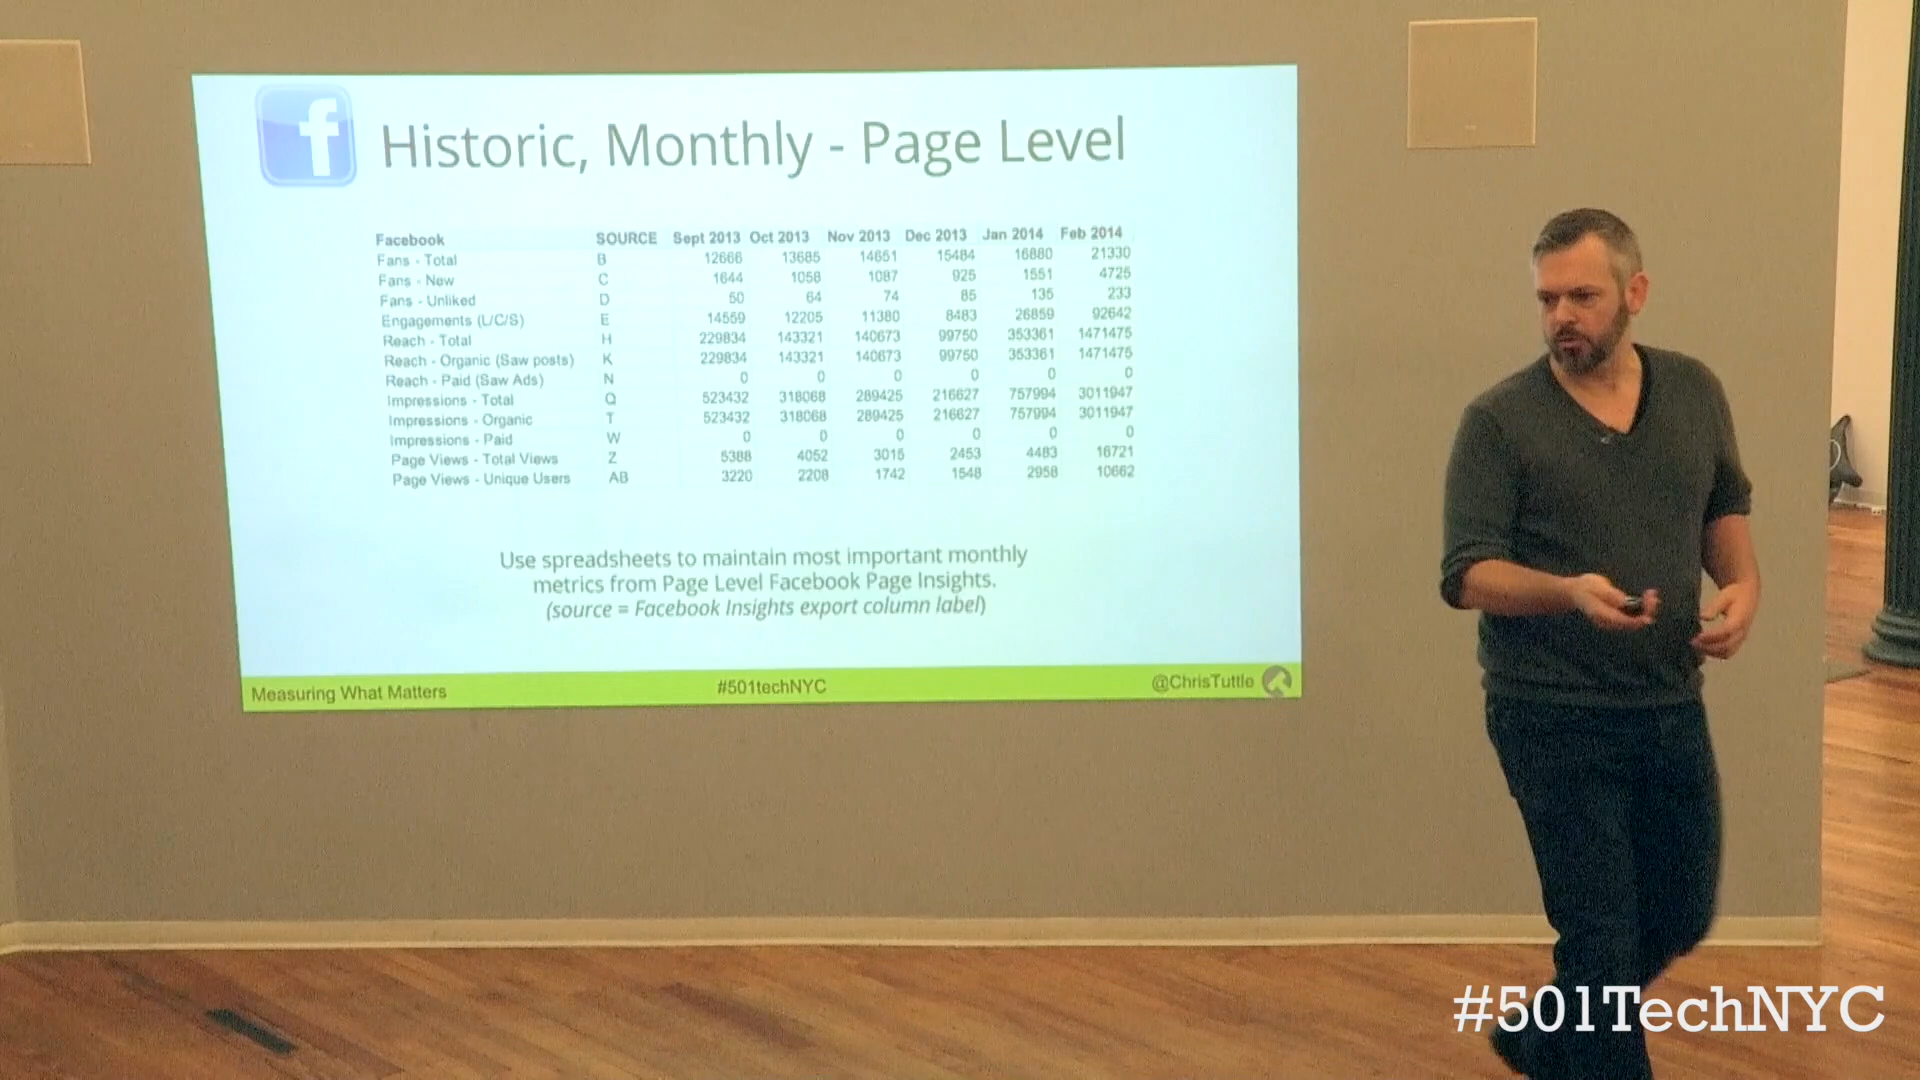 f
Historic, Monthly - Page Level
Facebook SOURCE Sept 2013 Oct 2013 Nov 2013 Dec 2013 Jan 2014 Feb 2014
Fans - Total B 12666 13685 14651 15484 16880 21330
Fans - New C 1644 1058 1087 925 1551 4725
Fans - Unliked D 50 64 74 85 135 233
Engagements (L/C/S) E 14559 12205 11380 8483 26859 92642
Reach - Total H 229834 143321 140673 99750 353361 1471475
Reach - Organic (Saw posts) K 229834 143321 140673 99750 353361 1471475
Reach - Paid (Saw Ads) N 0 0 0 0 0 0
Impressions - Total Q 523432 318068 289425 216627 757994 3011947
Impressions - Organic T 523432 318068 289425 216627 757994 3011947
Impressions - Paid W 0 0 0 0 0 0
Page Views - Total Views Z 5388 4052 3015 2453 4483 16721
Page Views - Unique Users AB 3220 2208 1742 1548 2958 10662
Use spreadsheets to maintain most important monthly
metrics from Page Level Facebook Page Insights.
(source = Facebook Insights export column label)
Measuring What Matters #501techNYC @ChrisTuttle
#501TechNYC